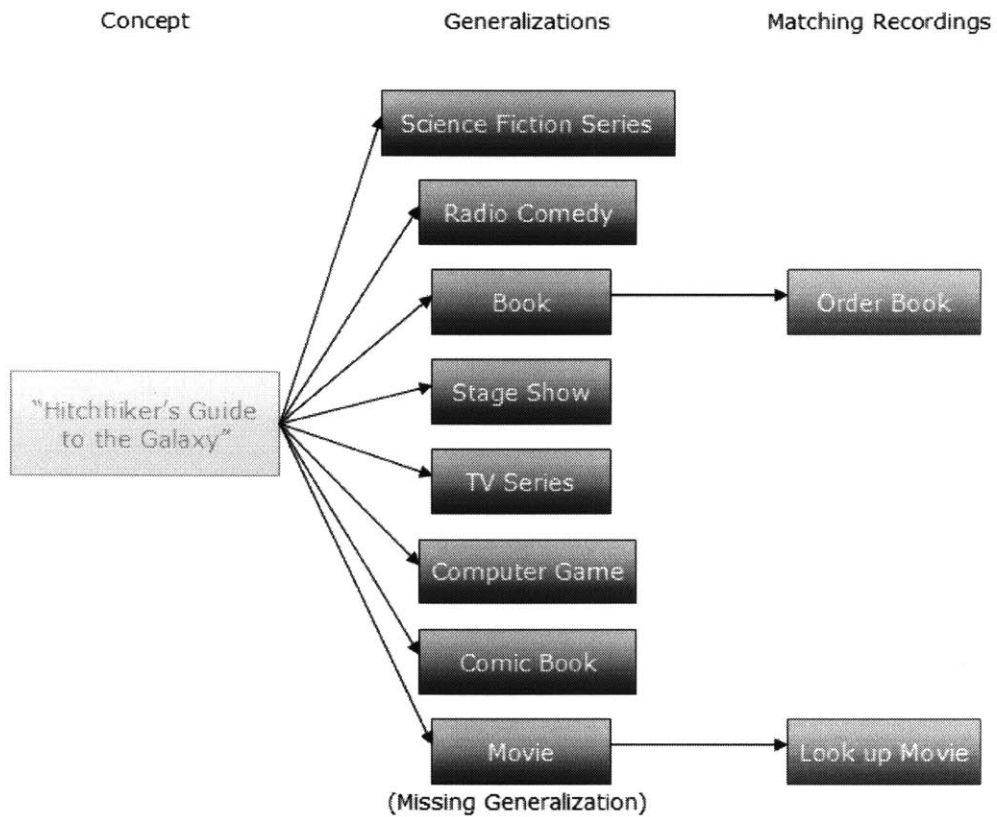 Concept
Generalizations
Matching Recordings
Science Fiction Series
Radio Comedy
Book
Order Book
Stage Show
"Hitchhiker's Guide
to the Galaxy"
TV Series
Computer Game
Comic Book
Movie
Look up Movie
(Missing Generalization)